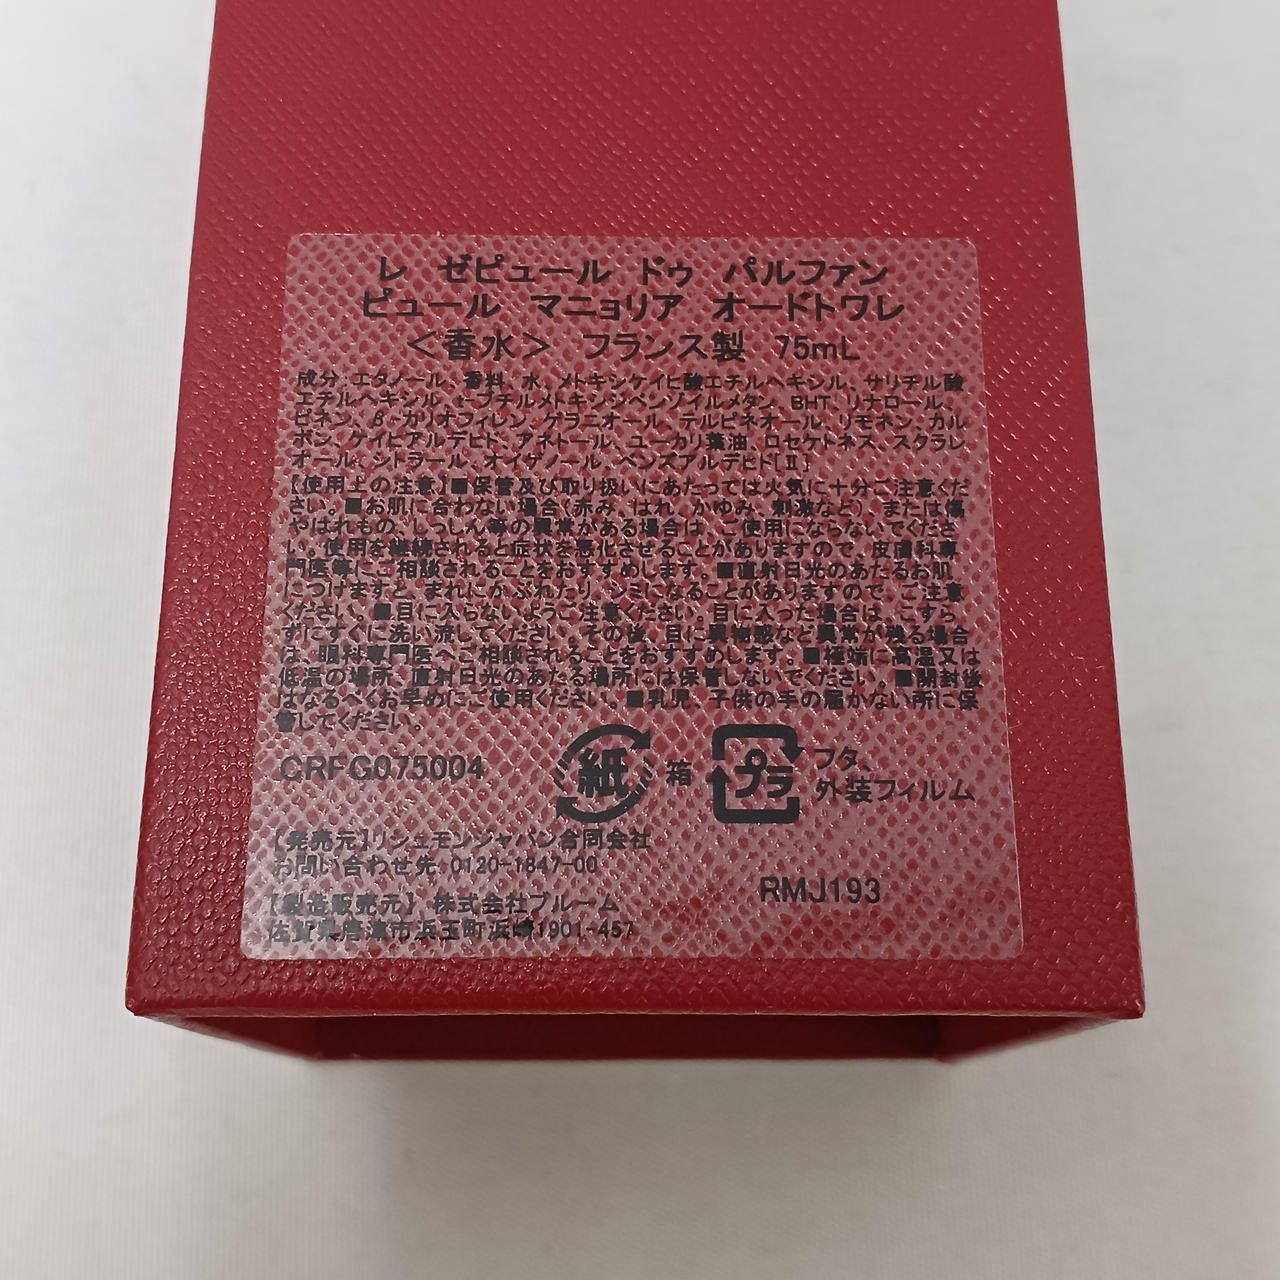 レ ゼピュール ドゥ パルファン
ピュール マニョリア オードトワレ
＜香水＞ フランス製 75mL
成分:エタノール、香料、水、メトキシケイヒ酸エチルヘキシル、サリチル酸
エチルヘキシル、t-ブチルメトキシジベンゾイルメタン、BHT、リナロール、
ピネン、β-カリオフィレン、ゲラニオール、テルピネオール、リモネン、カル
ボン、ケイヒアルデヒド、アネトール、ユーカリ葉油、ロセケトネス、スクラレ
オール、シトラール、オイゲノール、ベンズアルデヒド[Ⅱ]
【使用上の注意】■保管及び取り扱いにあたっては火気に十分ご注意くだ
さい。■お肌に合わない場合(赤み、はれ、かゆみ、刺激など)、または傷
やはれもの、しっしん等の異常がある場合は、ご使用にならないでくださ
い。使用を継続されると症状を悪化させることがありますので、皮膚科専
門医等にご相談されることをおすすめします。■直射日光のあたるお肌
につけますと、まれにかぶれたり、シミになることがありますので、ご注意
ください。■目に入らないようご注意ください。目に入った場合は、こすら
ずにすぐに洗い流してください。その後、目に異物感など異常が残る場合
は、眼科専門医へご相談されることをおすすめします。■極端に高温又は
低温の場所、直射日光のあたる場所には保管しないでください。■開封後
はなるべくお早めにご使用ください。■乳児、子供の手の届かない所に保
管してください。
CRFG075004 紙 箱 プラ フタ、
外装フィルム
【発売元】リシュモンジャパン合同会社
お問い合わせ先 0120-1847-00
【製造販売元】 株式会社ブルーム RMJ193
佐賀県唐津市浜玉町浜崎1901-457